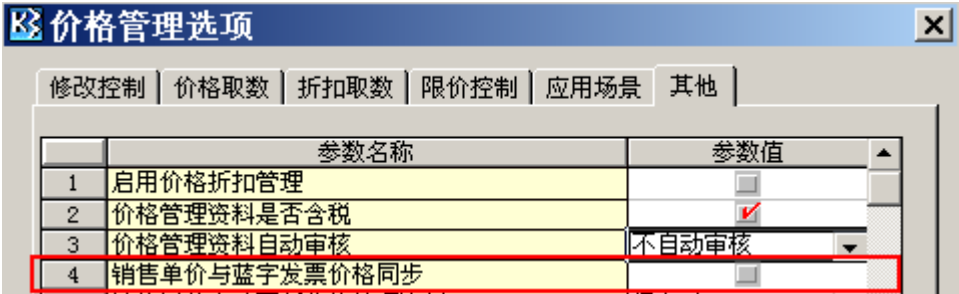 K3 价格管理选项
修改控制 价格取数 折扣取数 限价控制 应用场景 其他
参数名称 参数值
1 启用价格折扣管理
2 价格管理资料是否含税
3 价格管理资料自动审核 不自动审核
4 销售单价与蓝字发票价格同步